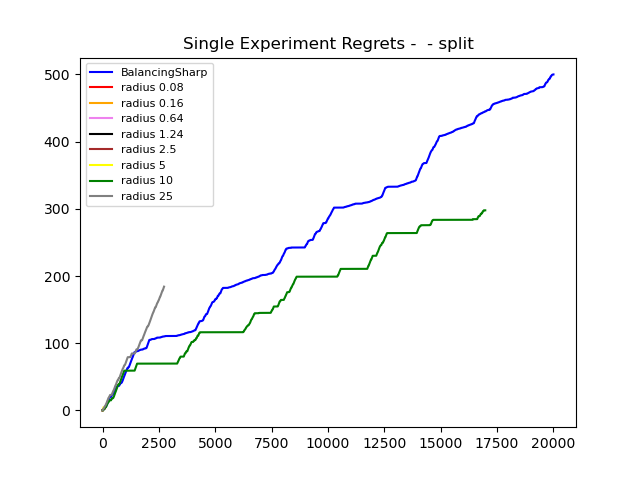 Single Experiment Regrets -  - split
BalancingSharp
radius 0.08
radius 0.16
radius 0.64
radius 1.24
radius 2.5
radius 5
radius 10
radius 25
500
400
300
200
100
0
0 2500 5000 7500 10000 12500 15000 17500 20000